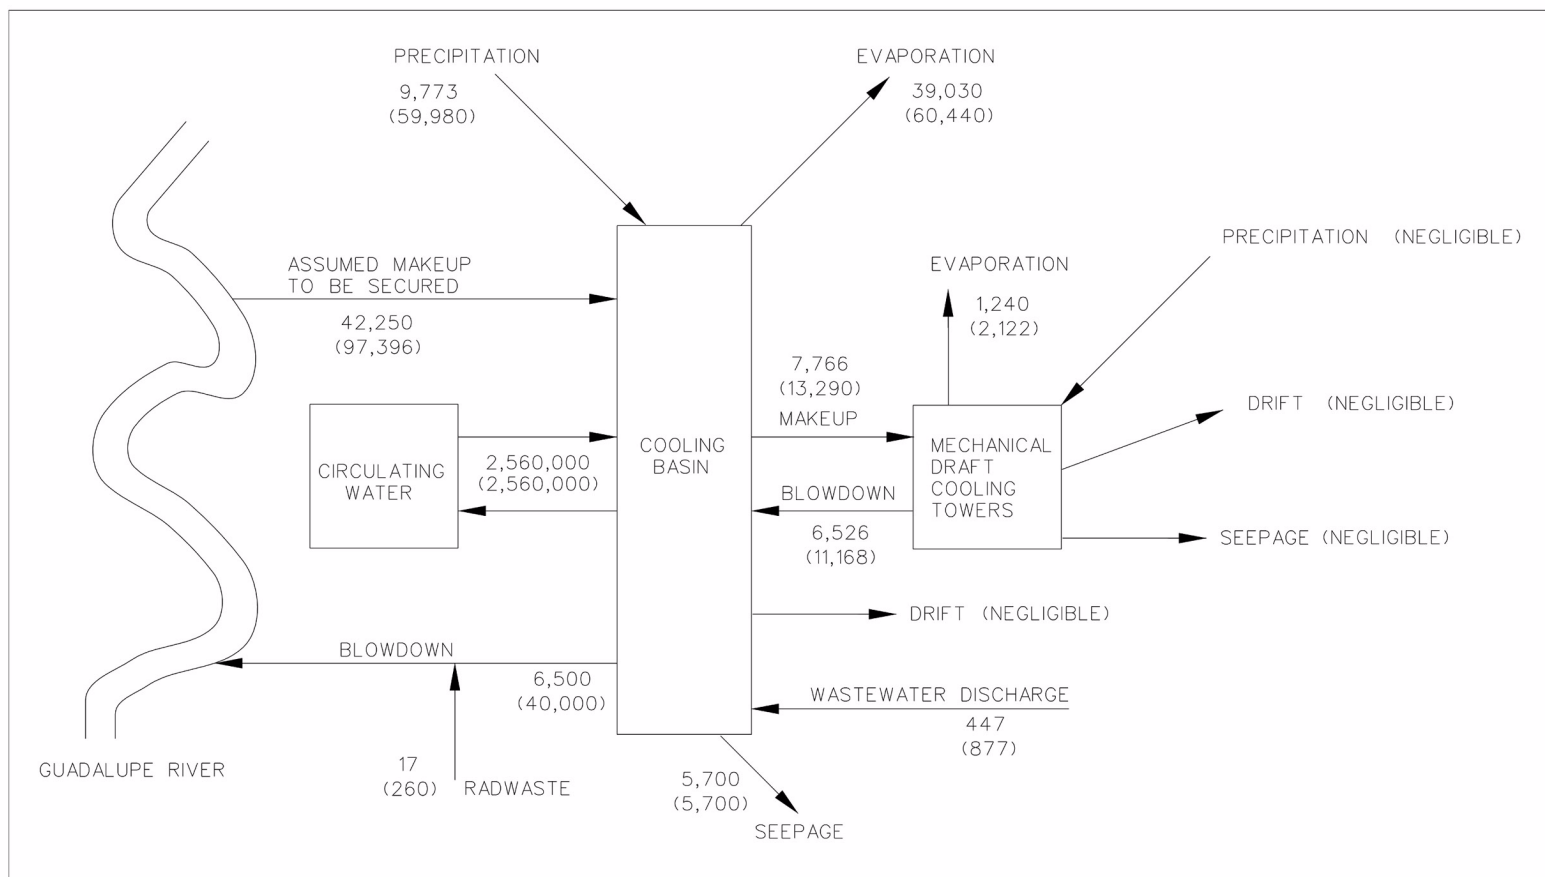 PRECIPITATION
9,773
(59,980)
EVAPORATION
39,030
(60,440)
PRECIPITATION (NEGLIGIBLE)
ASSUMED MAKEUP
TO BE SECURED
42,250
(97,396)
EVAPORATION
1,240
(2,122)
7,766
(13,290)
MAKEUP
DRIFT (NEGLIGIBLE)
CIRCULATING
WATER
2,560,000
(2,560,000)
COOLING
BASIN
MECHANICAL
DRAFT
COOLING
TOWERS
BLOWDOWN
6,526
(11,168)
SEEPAGE (NEGLIGIBLE)
DRIFT (NEGLIGIBLE)
BLOWDOWN
6,500
(40,000)
WASTEWATER DISCHARGE
447
(877)
GUADALUPE RIVER
17
(260)
RADWASTE
5,700
(5,700)
SEEPAGE